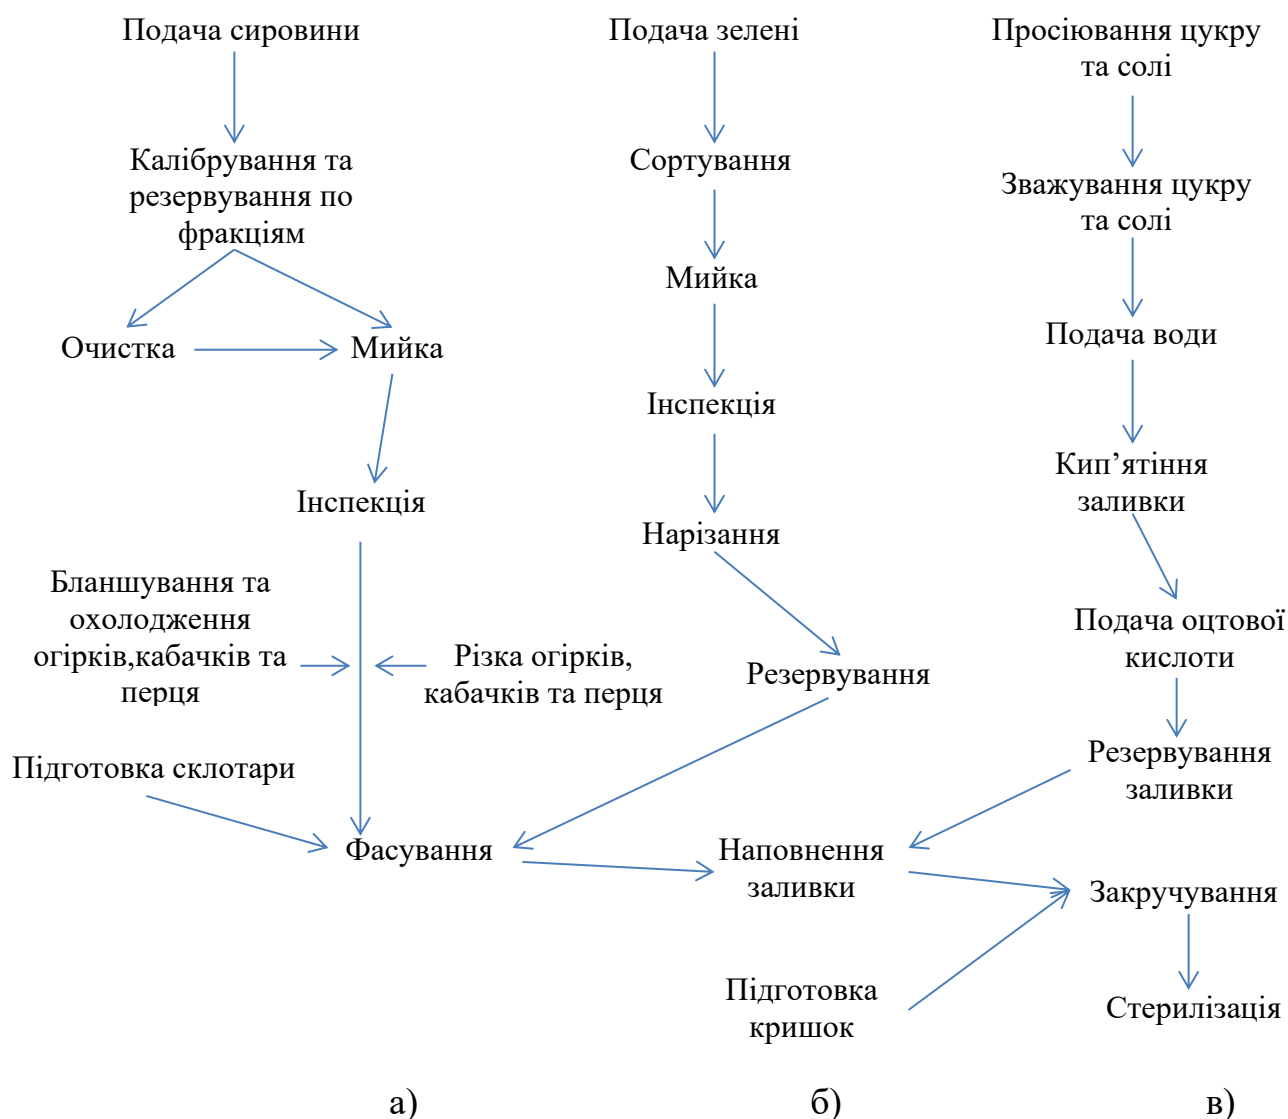 Подача сировини
Подача зелені
Просіювання цукру
та солі
Калібрування та
резервування по
фракціям
Сортування
Зважування цукру
та солі
Мийка
Очистка
Мийка
Подача води
Інспекція
Кип’ятіння
заливки
Інспекція
Нарізання
Бланшування та
охолодження
огірків,кабачків та
перця
Різка огірків,
кабачків та перця
Резервування
Подача оцтової
кислоти
Підготовка склотари
Резервування
заливки
Фасування
Наповнення
заливки
Закручування
Підготовка
кришок
Стерилізація
а)
б)
в)